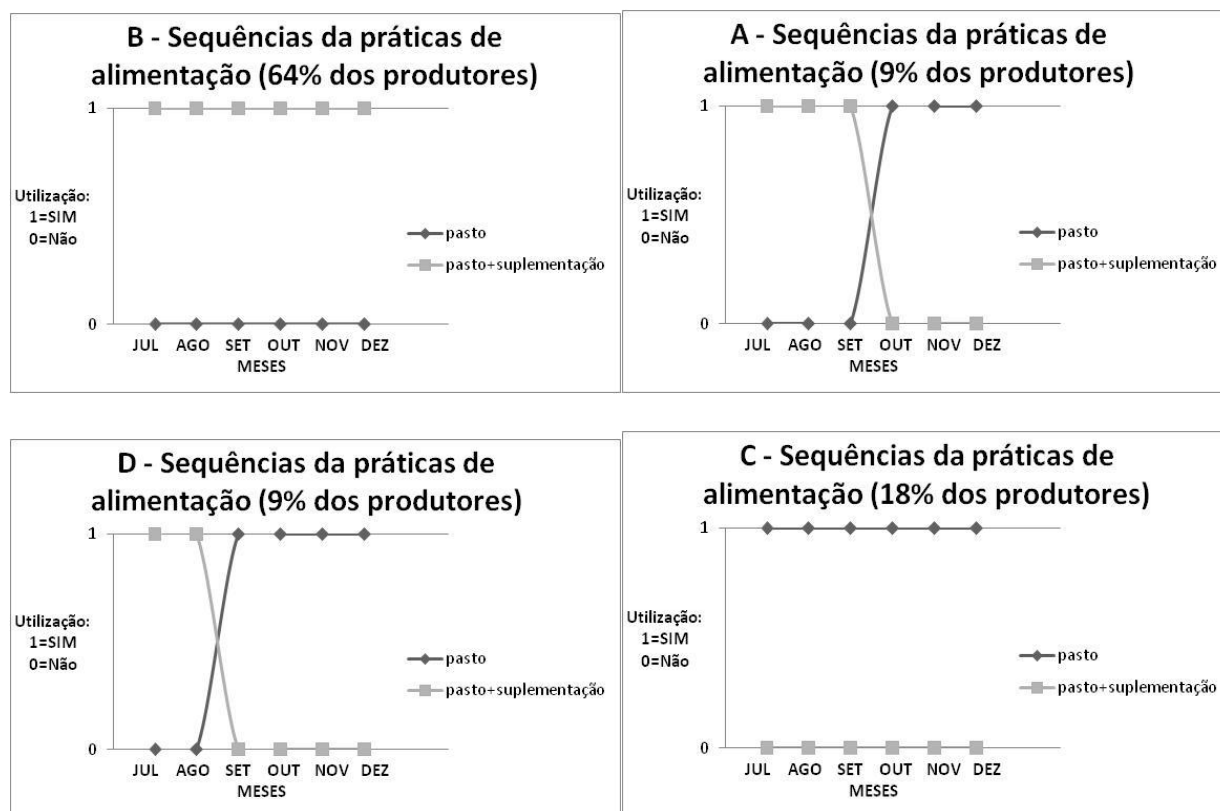 B - Sequências da práticas de
alimentação (64% dos produtores)
1
Utilização:
1=SIM
0=Não
pasto
pasto+suplementação
0
JUL AGO SET OUT NOV DEZ
MESES
A - Sequências da práticas de
alimentação (9% dos produtores)
1
Utilização:
1=SIM
0=Não
pasto
pasto+suplementação
0
JUL AGO SET OUT NOV DEZ
MESES
D - Sequências da práticas de
alimentação (9% dos produtores)
1
Utilização:
1=SIM
0=Não
pasto
pasto+suplementação
0
JUL AGO SET OUT NOV DEZ
MESES
C - Sequências da práticas de
alimentação (18% dos produtores)
1
Utilização:
1=SIM
0=Não
pasto
pasto+suplementação
0
JUL AGO SET OUT NOV DEZ
MESES